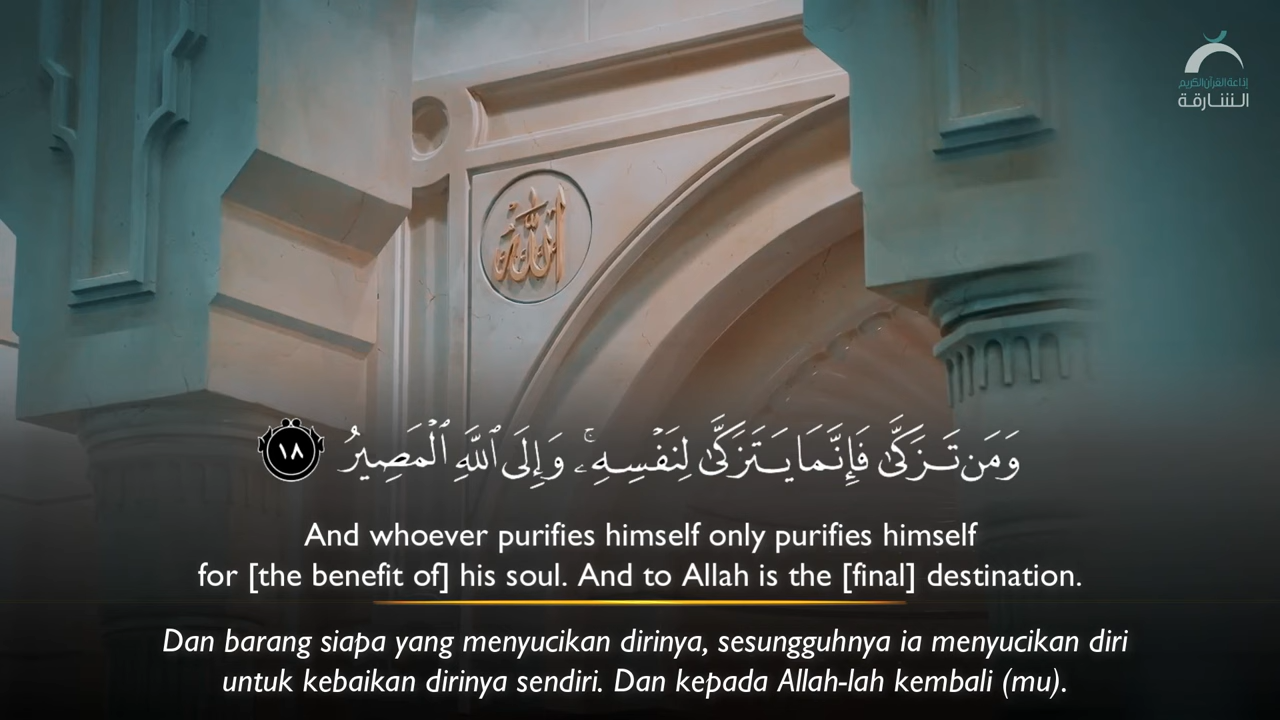 إذاعة القرآن الكريم
الشارقة
الله
وَمَن تَزَكَّىٰ فَإِنَّمَا يَتَزَكَّىٰ لِنَفْسِهِۦ ۚ وَإِلَى ٱللَّهِ ٱلْمَصِيرُ ١٨
And whoever purifies himself only purifies himself
for [the benefit of] his soul. And to Allah is the [final] destination.
Dan barang siapa yang menyucikan dirinya, sesungguhnya ia menyucikan diri
untuk kebaikan dirinya sendiri. Dan kepada Allah-lah kembali (mu).